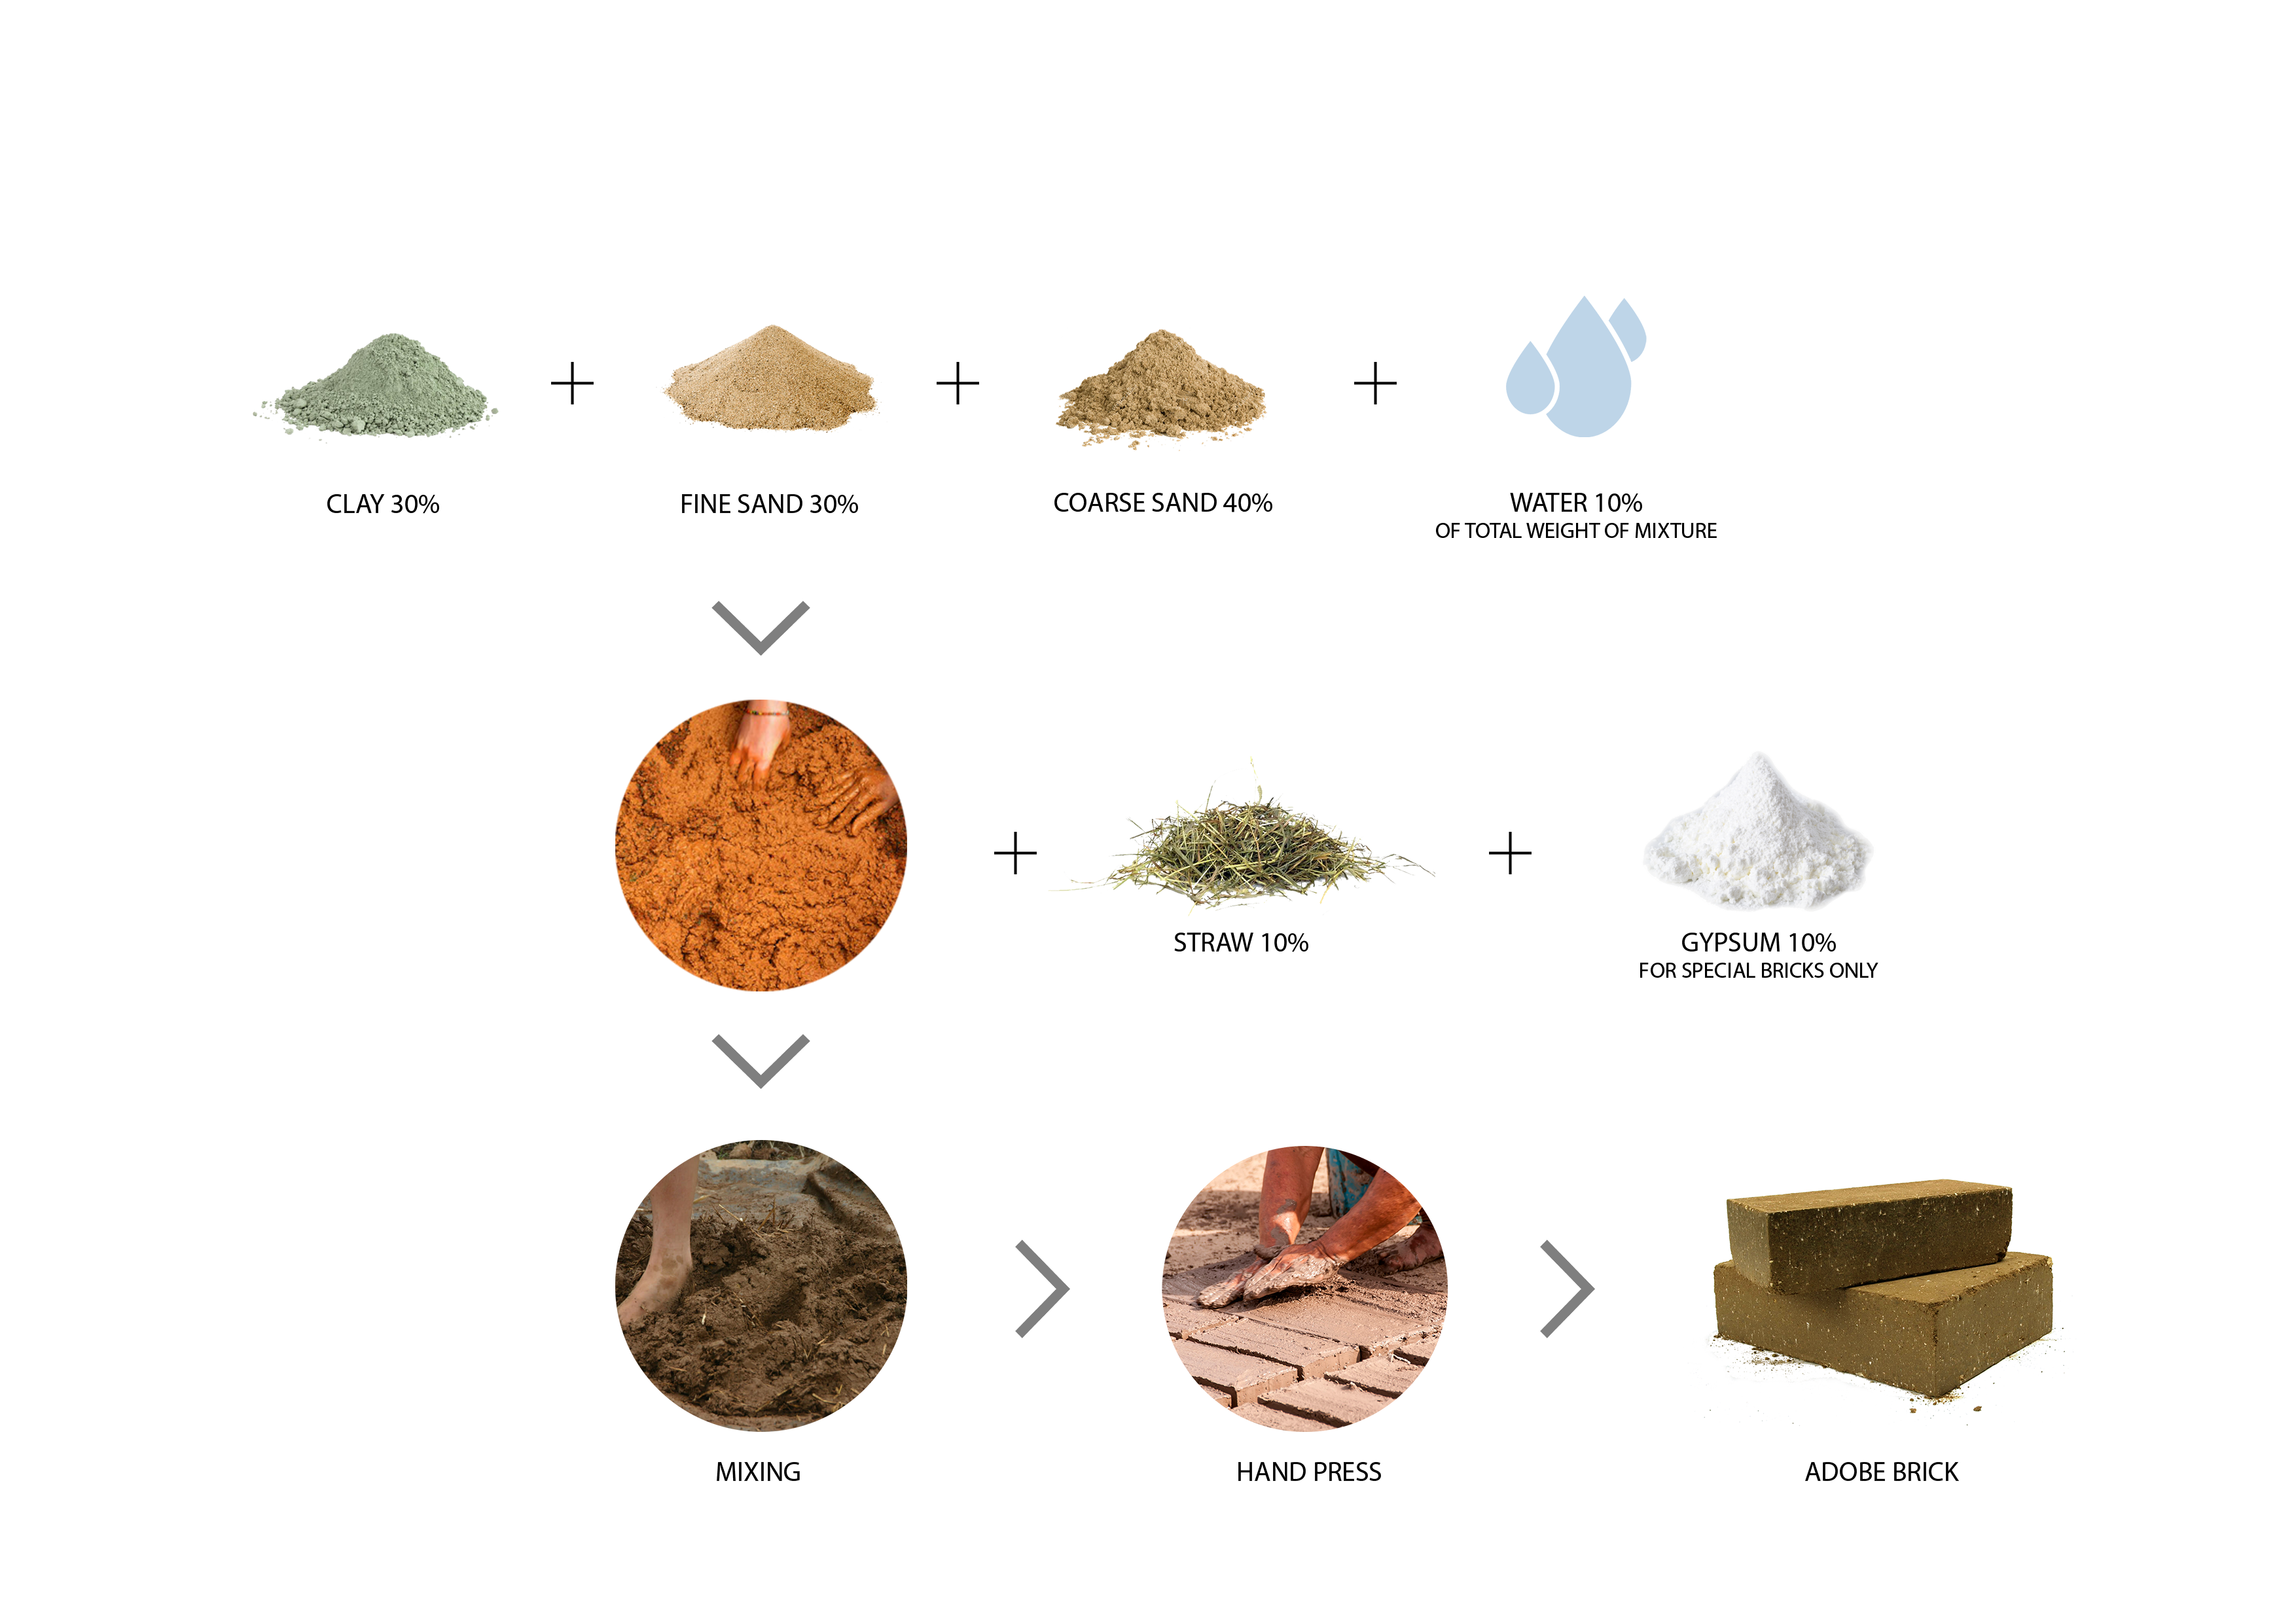 CLAY 30%
FINE SAND 30%
COARSE SAND 40%
WATER 10%
OF TOTAL WEIGHT OF MIXTURE
STRAW 10%
GYPSUM 10%
FOR SPECIAL BRICKS ONLY
MIXING
HAND PRESS
ADOBE BRICK